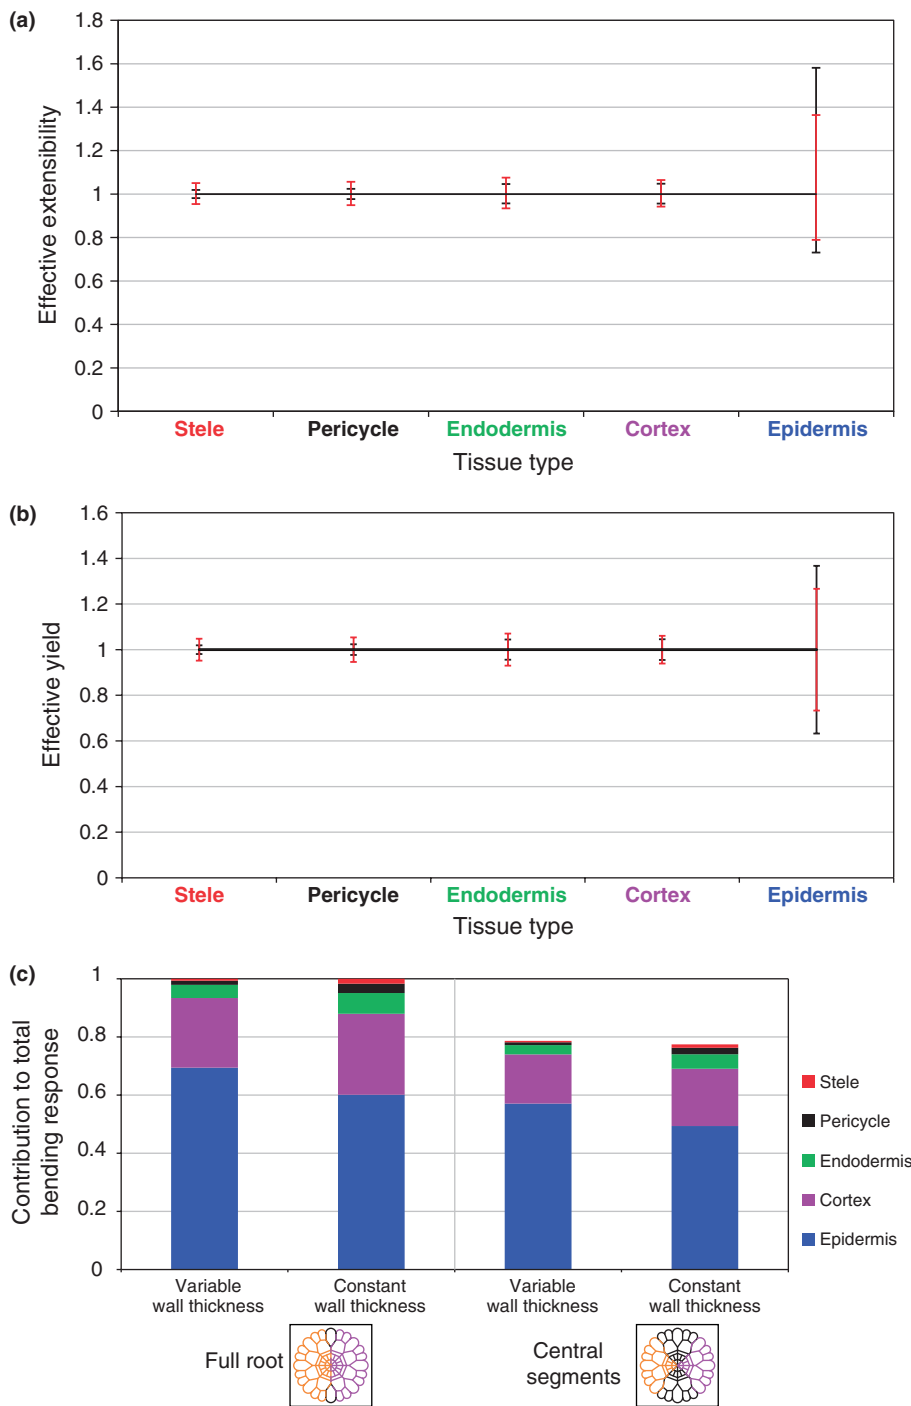 (a)
1.8
1.6
1.4
1.2
1
0.8
0.6
0.4
0.2
0
Effective extensibility
Stele Pericycle Endodermis Cortex Epidermis
Tissue type
(b)
1.6
1.4
1.2
1
0.8
0.6
0.4
0.2
0
Effective yield
Stele Pericycle Endodermis Cortex Epidermis
Tissue type
(c)
1
0.8
0.6
0.4
0.2
0
Contribution to total
bending response
Stele
Pericycle
Endodermis
Cortex
Epidermis
Variable
wall thickness
Constant
wall thickness
Variable
wall thickness
Constant
wall thickness
Full root
Central
segments